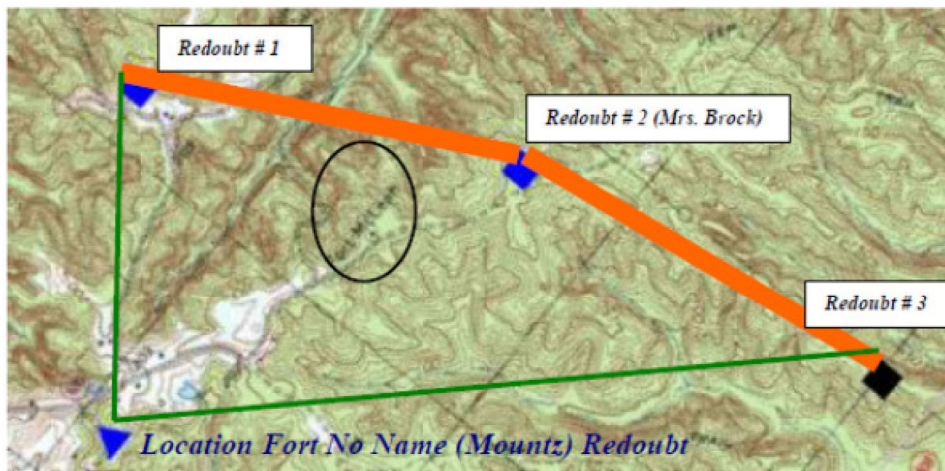 Redoubt # 1
Redoubt # 2 (Mrs. Brock)
Redoubt # 3
Location Fort No Name (Mountz) Redoubt